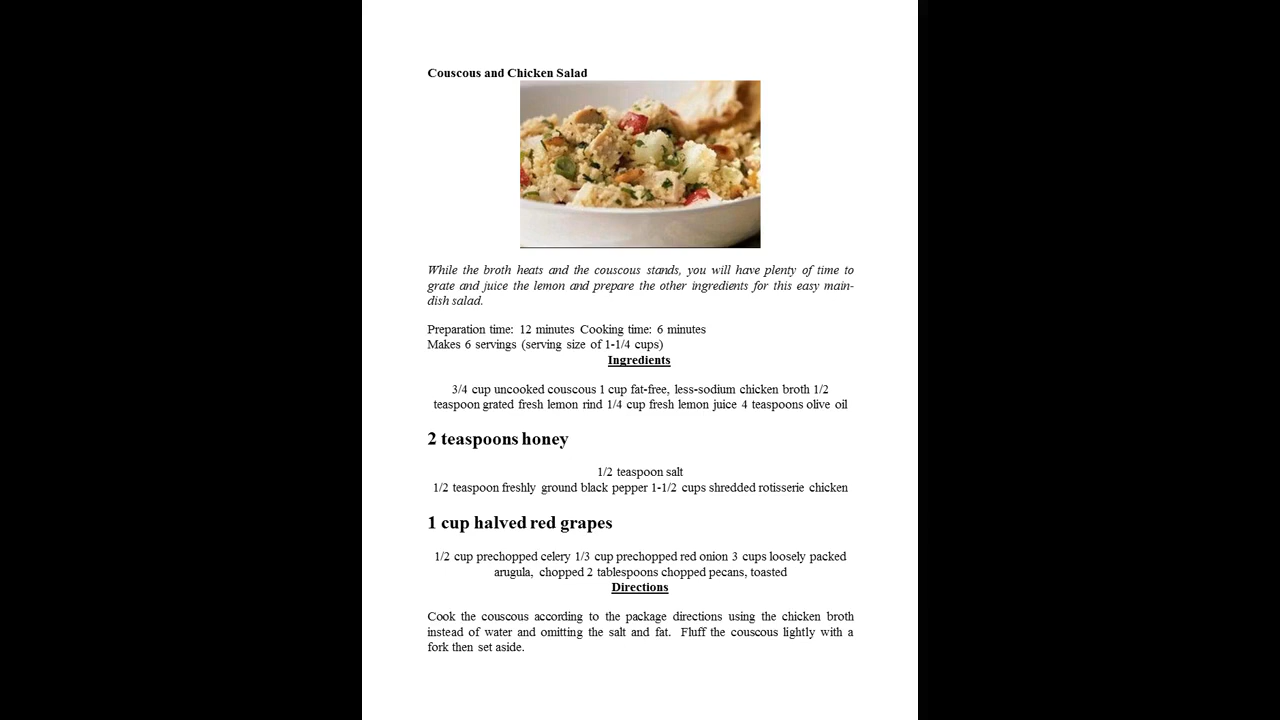 Couscous and Chicken Salad
While the broth heats and the couscous stands, you will have plenty of time to
grate and juice the lemon and prepare the other ingredients for this easy main-
dish salad.
Preparation time: 12 minutes Cooking time: 6 minutes
Makes 6 servings (serving size of 1-1/4 cups)
Ingredients
3/4 cup uncooked couscous 1 cup fat-free, less-sodium chicken broth 1/2
teaspoon grated fresh lemon rind 1/4 cup fresh lemon juice 4 teaspoons olive oil
2 teaspoons honey
1/2 teaspoon salt
1/2 teaspoon freshly ground black pepper 1-1/2 cups shredded rotisserie chicken
1 cup halved red grapes
1/2 cup prechopped celery 1/3 cup prechopped red onion 3 cups loosely packed
arugula, chopped 2 tablespoons chopped pecans, toasted
Directions
Cook the couscous according to the package directions using the chicken broth
instead of water and omitting the salt and fat. Fluff the couscous lightly with a
fork then set aside.